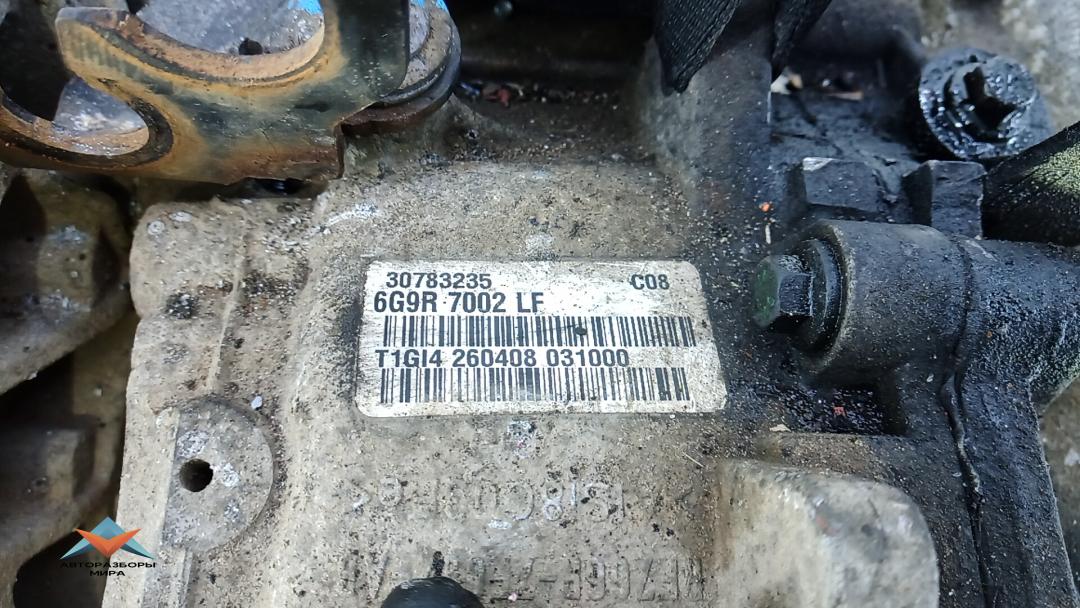 30783235 C08
6G9R 7002 LF
T1GI4 260408 031000
АВТОРАЗБОРЫ
МИРА